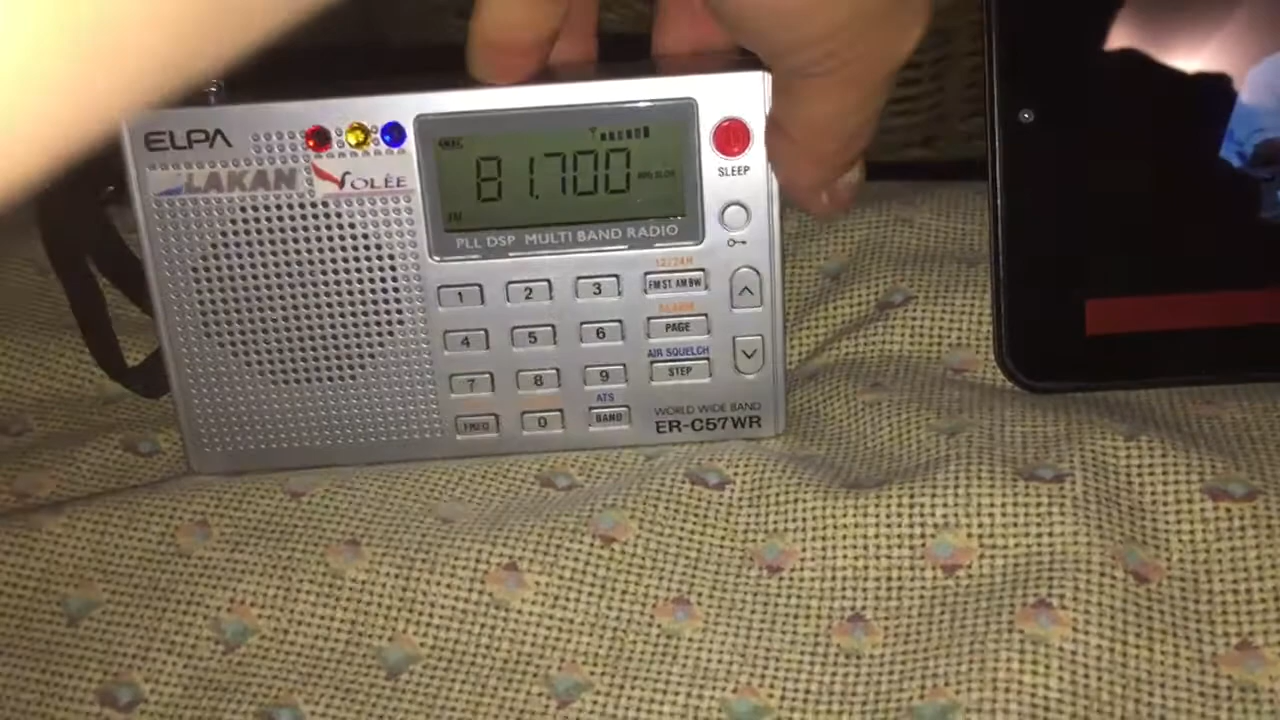 ELPA
LAKAN
VOLÉE
81.700
PLL DSP MULTI BAND RADIO
SLEEP
12/24H
1 2 3 FM ST. AM BW
ALARM
4 5 6 PAGE
AIR SQUELCH
7 8 9 STEP
ATS
FREQ 0 BAND
WORLD WIDE BAND
ER-C57WR